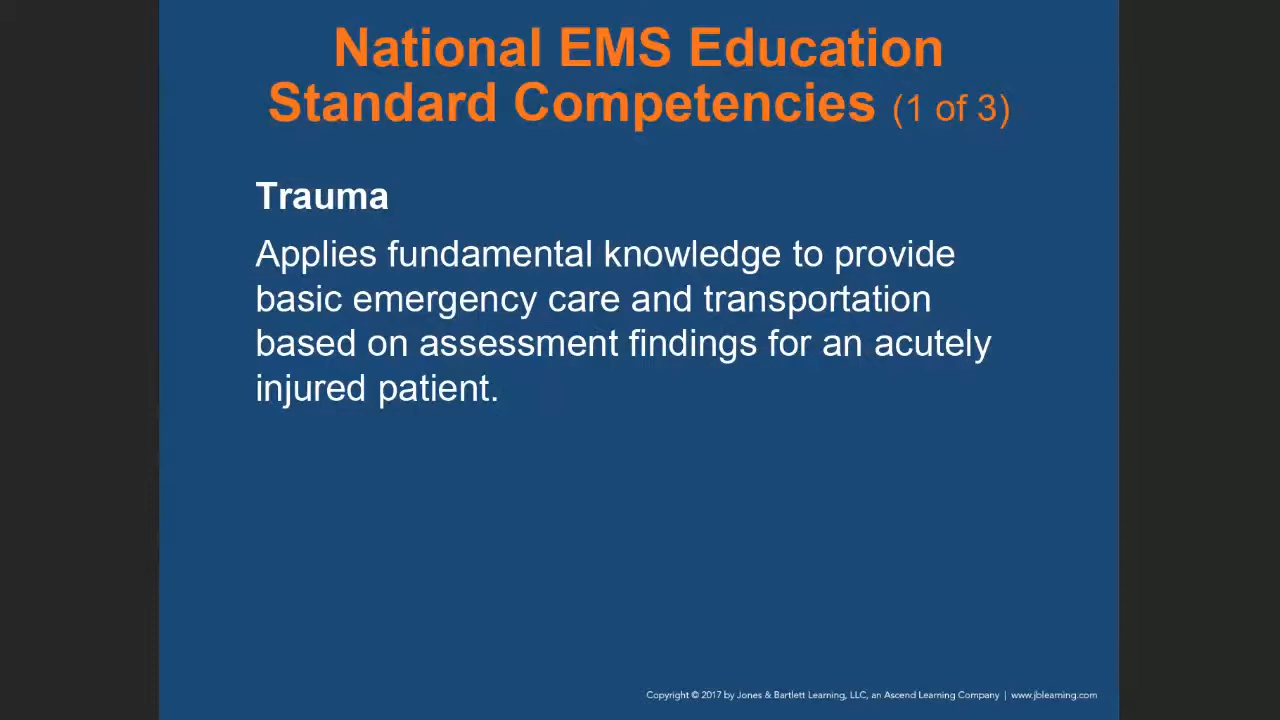 National EMS Education
Standard Competencies (1 of 3)
Trauma
Applies fundamental knowledge to provide
basic emergency care and transportation
based on assessment findings for an acutely
injured patient.
Copyright © 2017 by Jones & Bartlett Learning, LLC, an Ascend Learning Company | www.jblearning.com